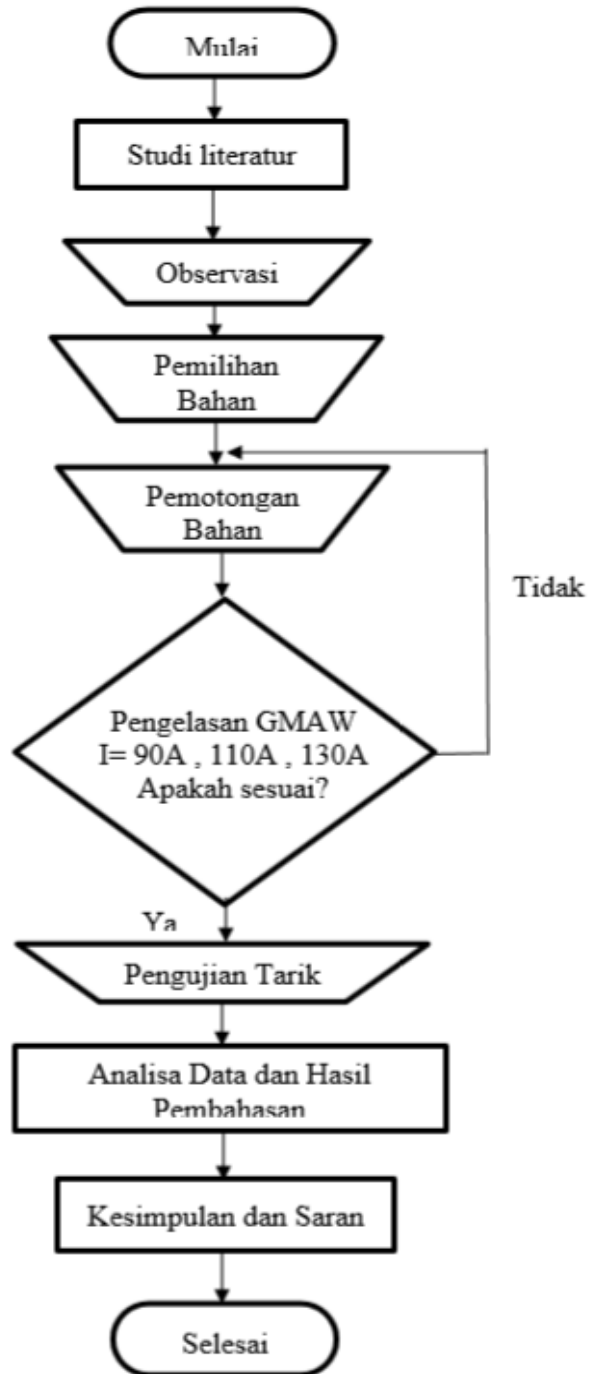 Mulai
Studi literatur
Observasi
Pemilihan
Bahan
Pemotongan
Bahan
Tidak
Pengelasan GMAW
I= 90A , 110A , 130A
Apakah sesuai?
Ya
Pengujian Tarik
Analisa Data dan Hasil
Pembahasan
Kesimpulan dan Saran
Selesai